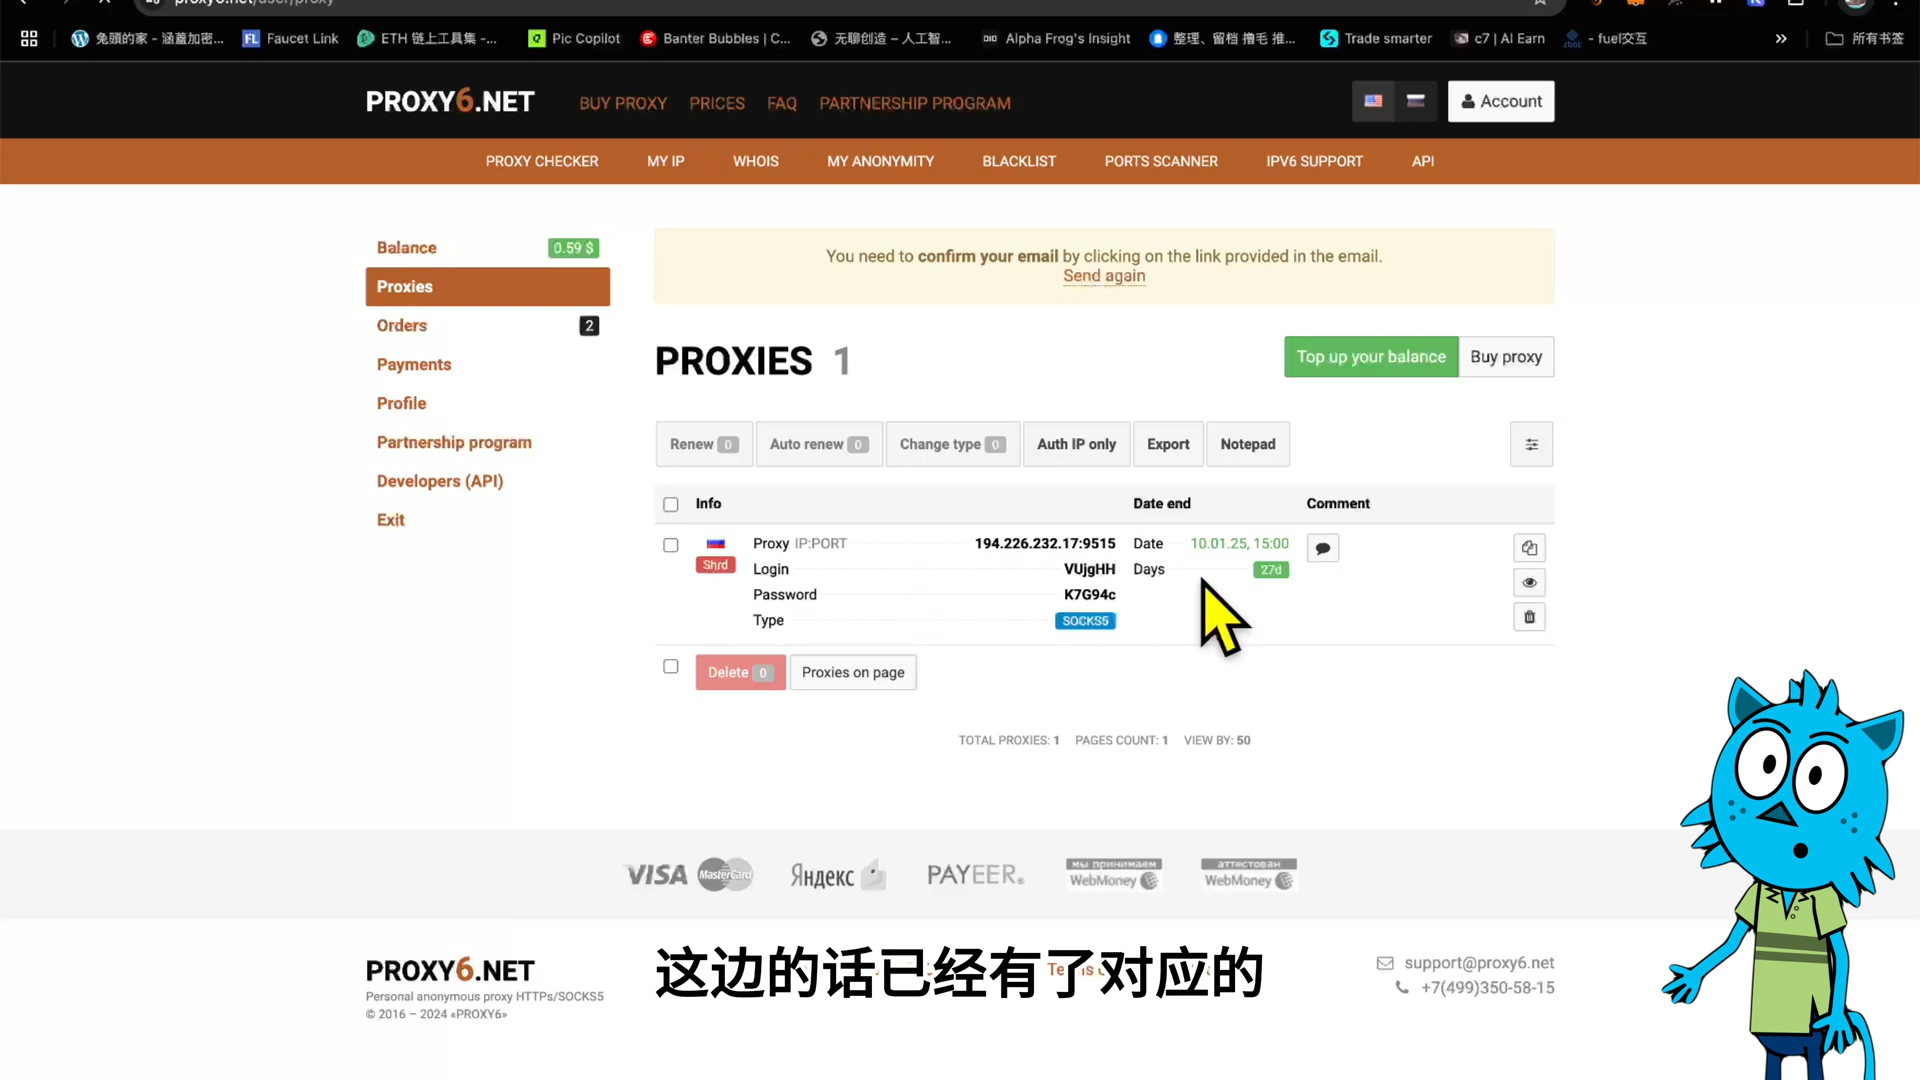 兔頭的家 – 涵蓋加密...
FL Faucet Link
ETH 链上工具集 -...
Pic Copilot
Banter Bubbles | C...
无聊创造 – 人工智...
Alpha Frog's Insight
整理、留档 撸毛 推...
Trade smarter
c7 | AI Earn
- fuel交互
»
所有书签
PROXY6.NET
BUY PROXY
PRICES
FAQ
PARTNERSHIP PROGRAM
Account
PROXY CHECKER
MY IP
WHOIS
MY ANONYMITY
BLACKLIST
PORTS SCANNER
IPV6 SUPPORT
API
Balance 0.59 $
Proxies
Orders 2
Payments
Profile
Partnership program
Developers (API)
Exit
You need to confirm your email by clicking on the link provided in the email.
Send again
PROXIES 1
Top up your balance
Buy proxy
Renew 0
Auto renew 0
Change type 0
Auth IP only
Export
Notepad
Info
Date end
Comment
Shrd
Proxy IP:PORT 194.226.232.17:9515
Login VUjgHH
Password K7G94c
Type SOCKS5
Date 10.01.25, 15:00
Days 27d
Delete 0
Proxies on page
TOTAL PROXIES: 1 PAGES COUNT: 1 VIEW BY: 50
VISA
MasterCard
Яндекс
PAYEER®
мы принимаем
WebMoney
аттестован
WebMoney
PROXY6.NET
Personal anonymous proxy HTTPs/SOCKS5
© 2016 – 2024 «PROXY6»
这边的话已经有了对应的
support@proxy6.net
+7(499)350-58-15